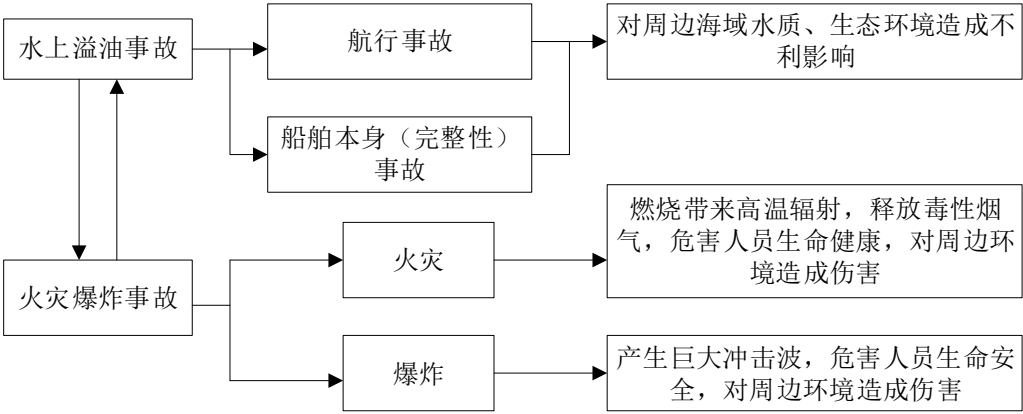 水上溢油事故
航行事故
对周边海域水质、生态环境造成不
利影响
船舶本身（完整性）
事故
燃烧带来高温辐射，释放毒性烟
气，危害人员生命健康，对周边环
境造成伤害
火灾
火灾爆炸事故
爆炸
产生巨大冲击波，危害人员生命安
全，对周边环境造成伤害